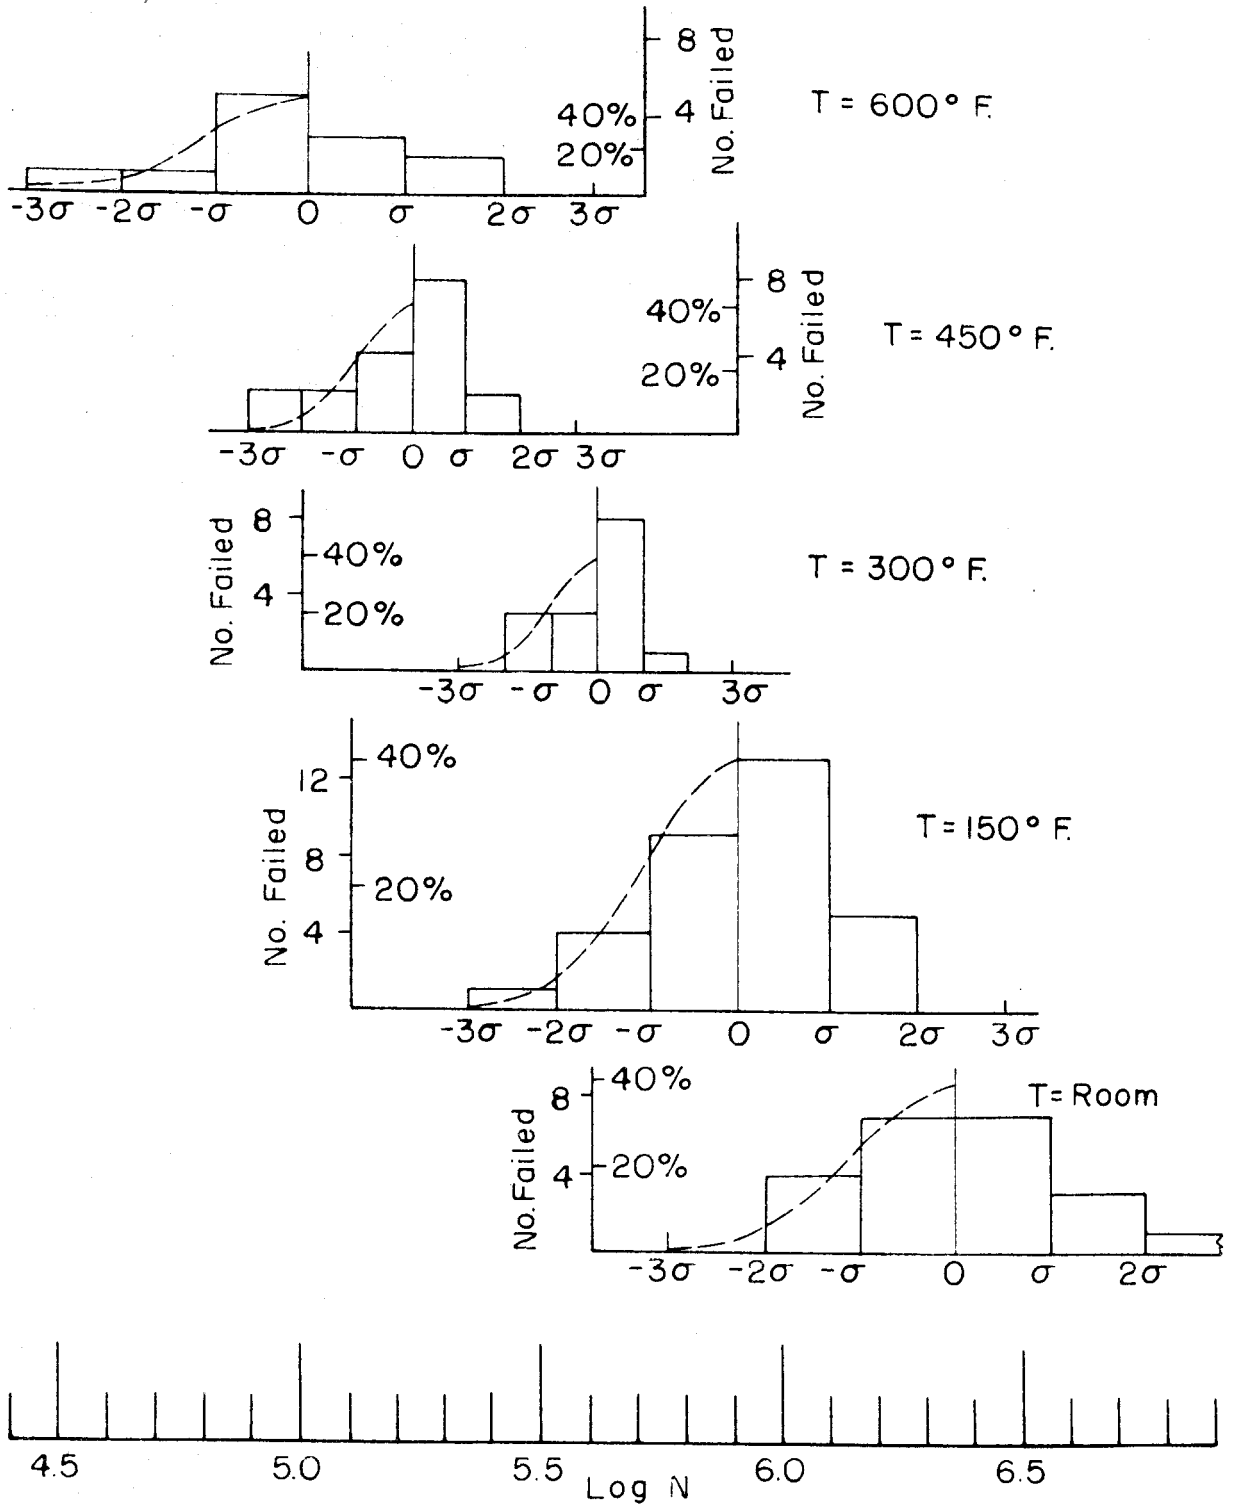 8
4
No. Failed
40%
20%
T = 600° F.
-3σ -2σ -σ 0 σ 2σ 3σ
8
4
No. Failed
40%
20%
T = 450° F.
-3σ -σ 0 σ 2σ 3σ
No. Failed
8
4
40%
20%
T = 300° F.
-3σ -σ 0 σ 3σ
No. Failed
12
8
4
40%
20%
T = 150° F.
-3σ -2σ -σ 0 σ 2σ 3σ
No. Failed
8
4
40%
20%
T = Room
-3σ -2σ -σ 0 σ 2σ
4.5 5.0 5.5 6.0 6.5
Log N